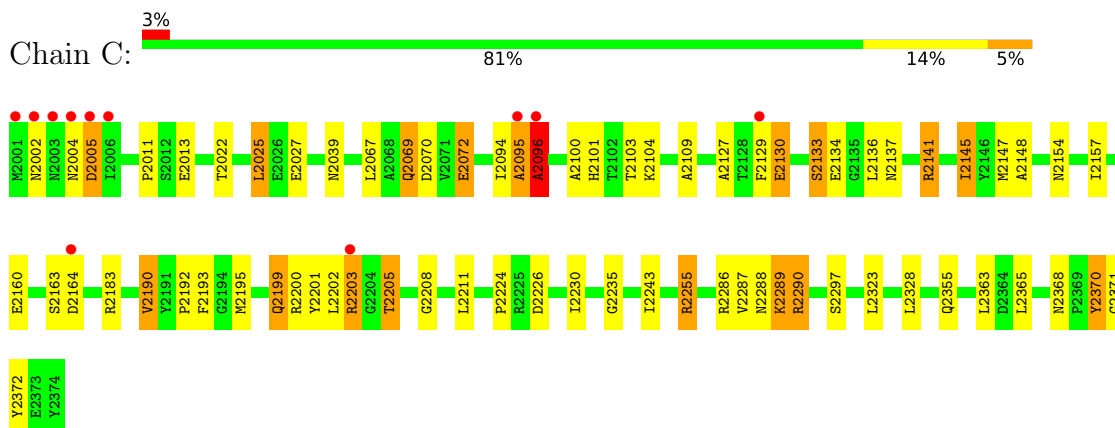 3%
Chain C:
81% 14% 5%
M2001 N2002 N2003 N2004 D2005 I2006 P2011 S2012 E2013 T2022 L2025 E2026 E2027 N2039 L2067 A2068 Q2069 D2070 V2071 E2072 I2094 A2095 A2096 A2100 H2101 T2102 T2103 K2104 A2109 A2127 T2128 F2129 E2130 S2133 E2134 G2135 L2136 N2137 R2141 I2145 Y2146 M2147 A2148 N2154 I2157
E2160 S2163 D2164 R2183 V2190 Y2191 P2192 F2193 G2194 M2195 Q2199 R2200 Y2201 L2202 R2203 G2204 T2205 G2208 L2211 P2224 R2225 D2226 I2230 G2235 I2243 R2255 R2286 V2287 N2288 K2289 R2290 S2297 L2323 L2328 Q2355 L2363 D2364 L2365 N2368 P2369 Y2370 G2371
Y2372 E2373 Y2374